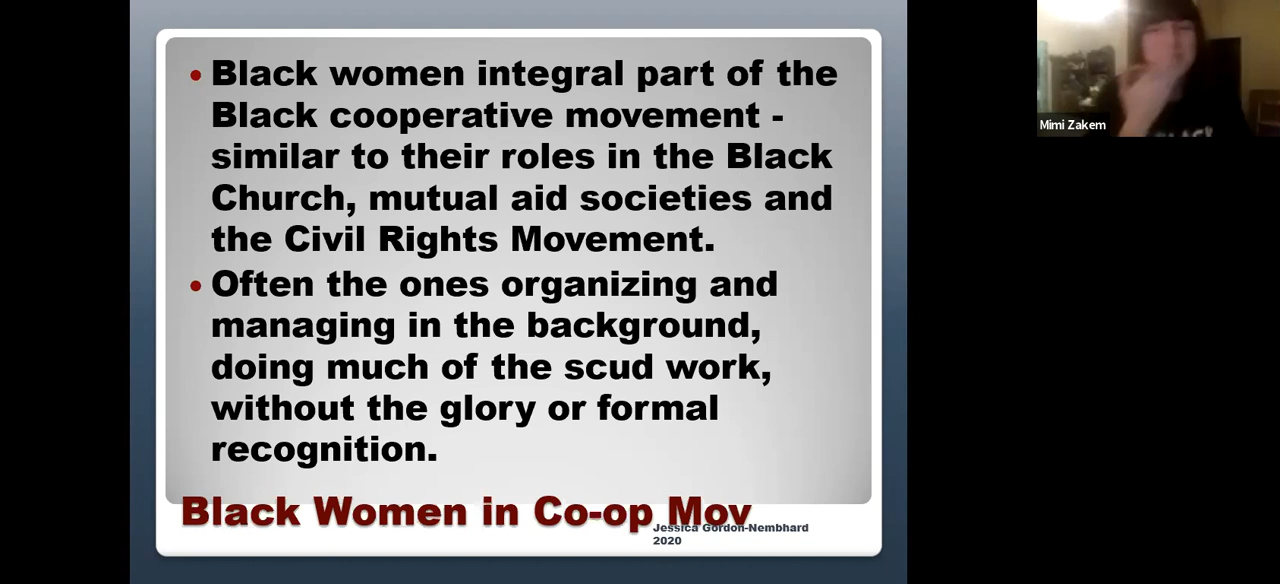 • Black women integral part of the
Black cooperative movement -
similar to their roles in the Black
Church, mutual aid societies and
the Civil Rights Movement.
• Often the ones organizing and
managing in the background,
doing much of the scud work,
without the glory or formal
recognition.
Black Women in Co-op Mov
Jessica Gordon-Nembhard
2020
Mimi Zakem